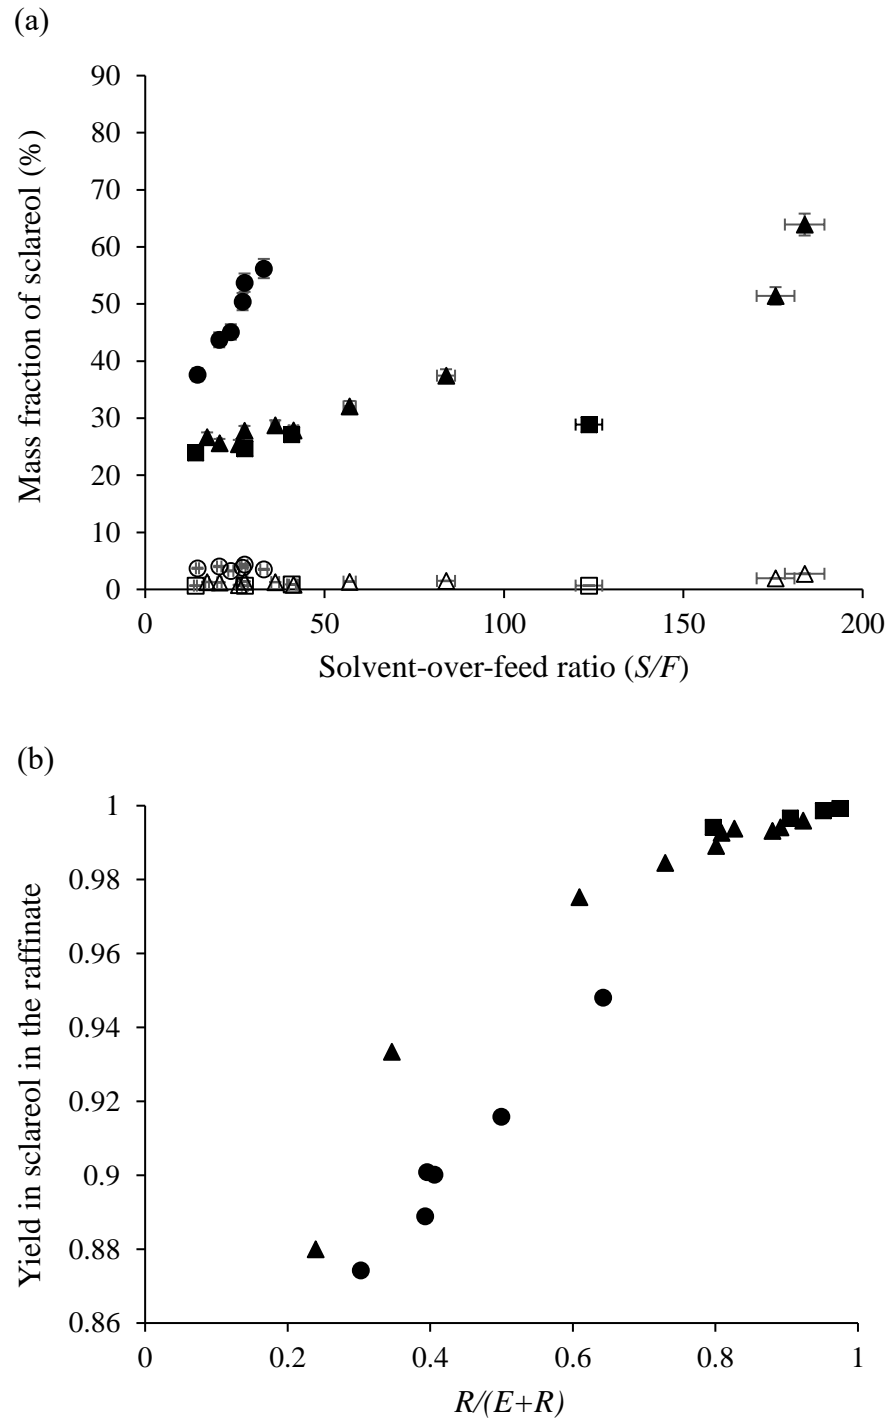 (a)
Mass fraction of sclareol (%)
90
80
70
60
50
40
30
20
10
0
0 50 100 150 200
Solvent-over-feed ratio (S/F)
(b)
Yield in sclareol in the raffinate
1
0.98
0.96
0.94
0.92
0.9
0.88
0.86
0 0.2 0.4 0.6 0.8 1
R/(E+R)